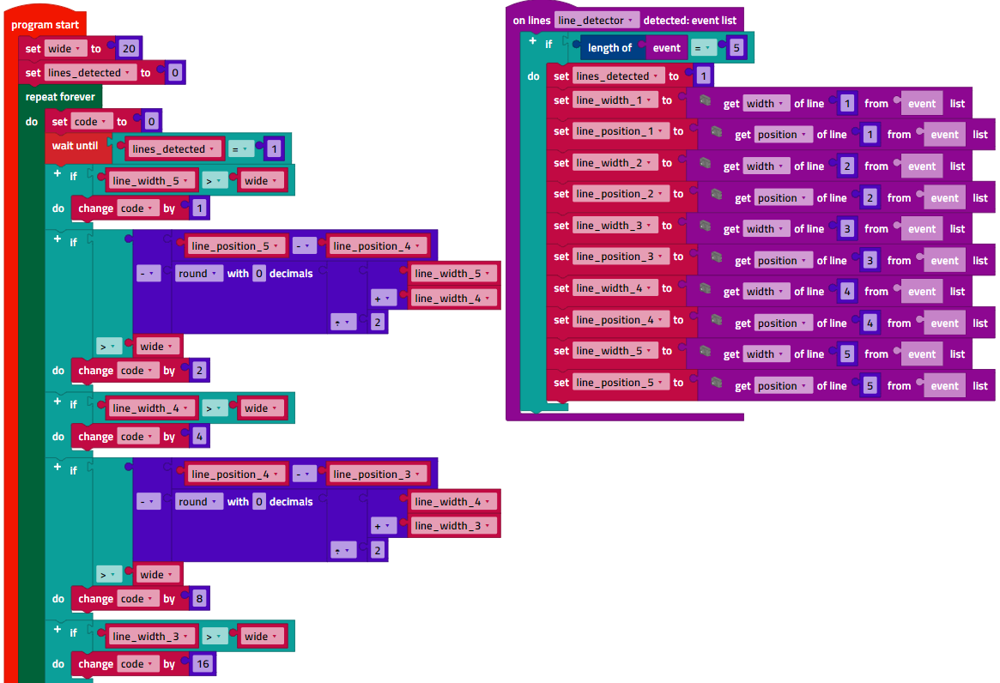 program start
set wide to 20
set lines_detected to 0
repeat forever
do set code to 0
wait until lines_detected = 1
+ if line_width_5 > wide
do change code by 1
+ if line_position_5 - line_position_4
- round with 0 decimals line_width_5
+ line_width_4
÷ 2
> wide
do change code by 2
+ if line_width_4 > wide
do change code by 4
+ if line_position_4 - line_position_3
- round with 0 decimals line_width_4
+ line_width_3
÷ 2
> wide
do change code by 8
+ if line_width_3 > wide
do change code by 16
on lines line_detector detected: event list
+ if length of event = 5
do set lines_detected to 1
set line_width_1 to get width of line 1 from event list
set line_position_1 to get position of line 1 from event list
set line_width_2 to get width of line 2 from event list
set line_position_2 to get position of line 2 from event list
set line_width_3 to get width of line 3 from event list
set line_position_3 to get position of line 3 from event list
set line_width_4 to get width of line 4 from event list
set line_position_4 to get position of line 4 from event list
set line_width_5 to get width of line 5 from event list
set line_position_5 to get position of line 5 from event list